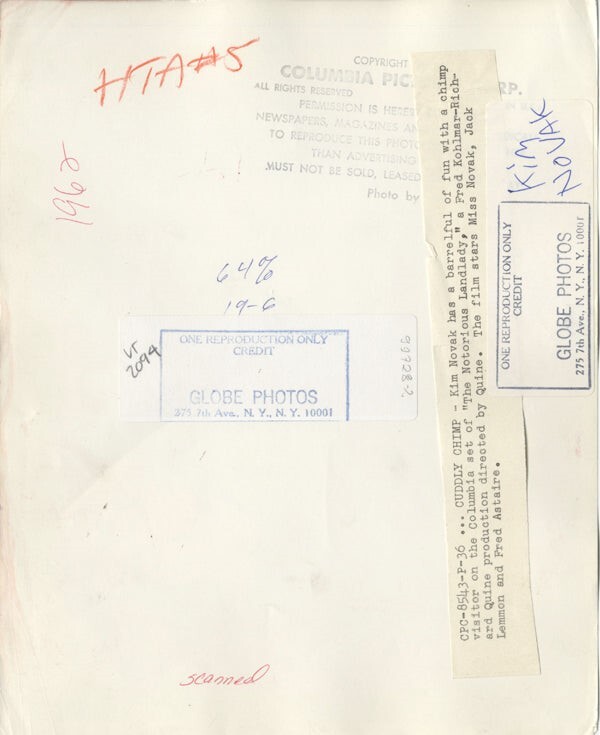 HTA#5
COPYRIGHT
COLUMBIA PIC RP.
ALL RIGHTS RESERVED
PERMISSION IS HEREB
NEWSPAPERS, MAGAZINES AN
TO REPRODUCE THIS PHOTO
THAN ADVERTISING
MUST NOT BE SOLD, LEASED
Photo by
1962
64%
19-6
vr
2094
ONE REPRODUCTION ONLY
CREDIT
GLOBE PHOTOS
275 7th Ave., N. Y., N. Y. 10001
99728-2
CPC-8543-P-36 ... CUDDLY CHIMP - Kim Novak has a barrelful of fun with a chimp
visitor on the Columbia set of "The Notorious Landlady," a Fred Kohlmar-Rich-
ard Quine production directed by Quine. The film stars Miss Novak, Jack
Lemmon and Fred Astaire.
KIM
NOVAK
ONE REPRODUCTION ONLY
CREDIT
GLOBE PHOTOS
275 7th Ave., N. Y., N. Y. 10001
scanned